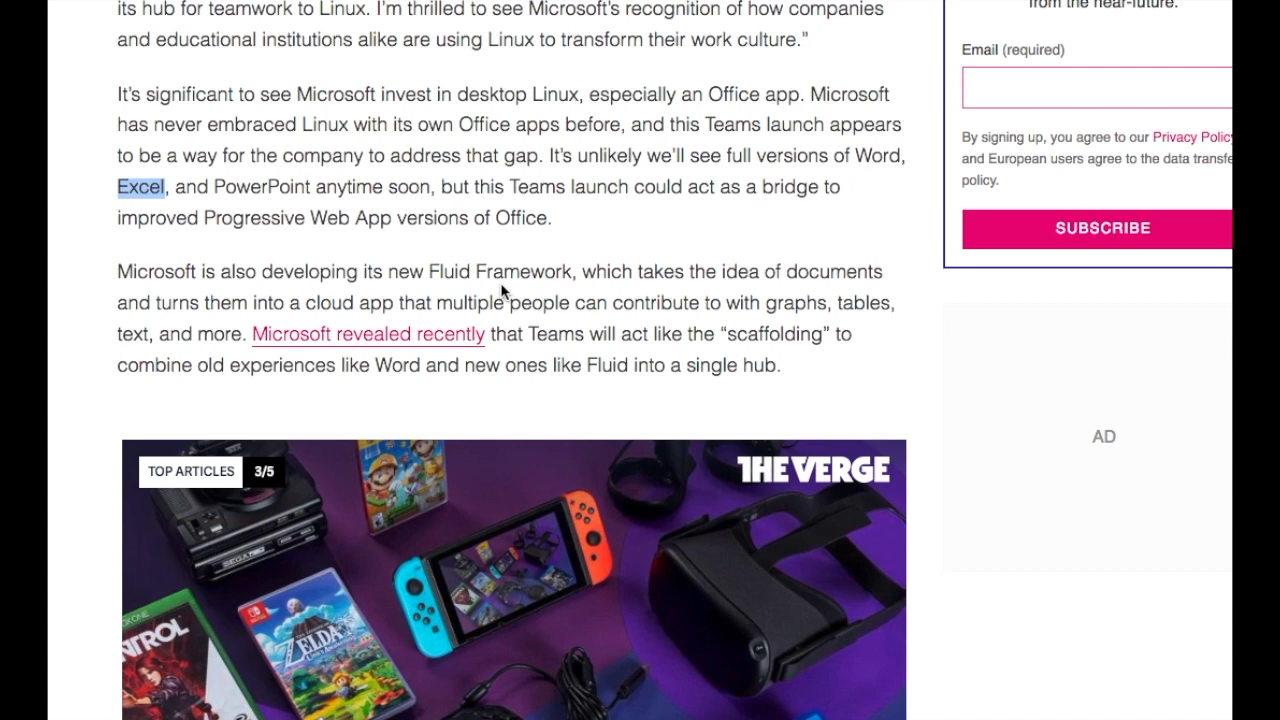 its hub for teamwork to Linux. I'm thrilled to see Microsoft's recognition of how companies
and educational institutions alike are using Linux to transform their work culture."
It's significant to see Microsoft invest in desktop Linux, especially an Office app. Microsoft
has never embraced Linux with its own Office apps before, and this Teams launch appears
to be a way for the company to address that gap. It's unlikely we'll see full versions of Word,
Excel, and PowerPoint anytime soon, but this Teams launch could act as a bridge to
improved Progressive Web App versions of Office.
Microsoft is also developing its new Fluid Framework, which takes the idea of documents
and turns them into a cloud app that multiple people can contribute to with graphs, tables,
text, and more. Microsoft revealed recently that Teams will act like the “scaffolding” to
combine old experiences like Word and new ones like Fluid into a single hub.
TOP ARTICLES 3/5
THE VERGE
SEGA
ZELDA
NTROL
from the near-future.
Email (required)
By signing up, you agree to our Privacy Policy
and European users agree to the data transfe
policy.
SUBSCRIBE
AD